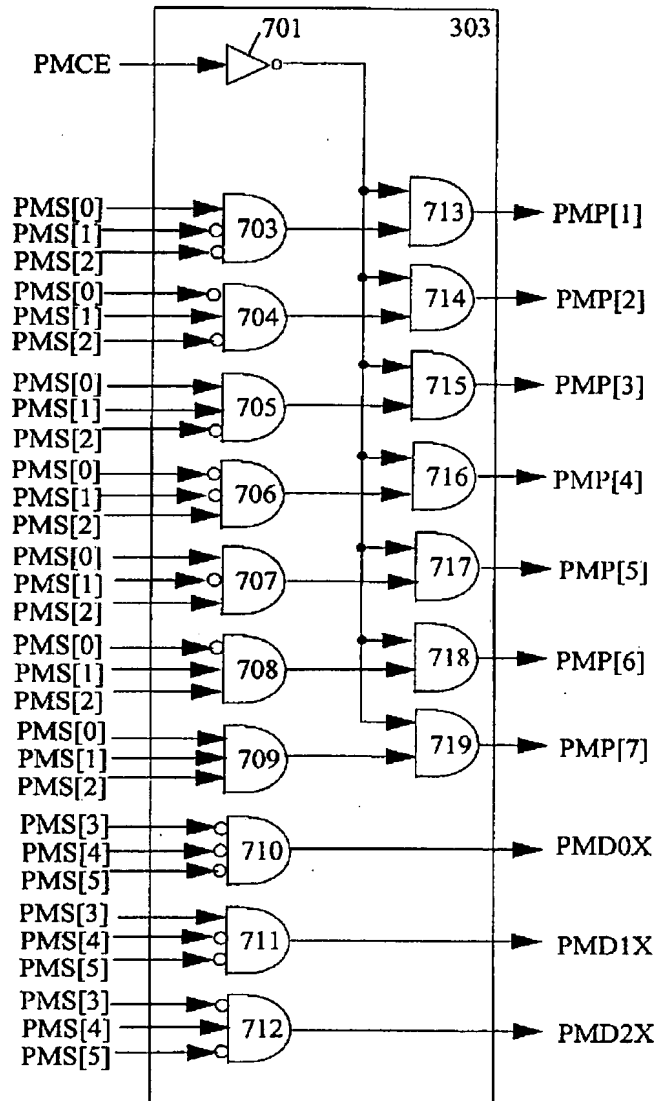 701
303
PMCE
PMS[0]
PMS[1]
PMS[2]
703
713
PMP[1]
PMS[0]
PMS[1]
PMS[2]
704
714
PMP[2]
PMS[0]
PMS[1]
PMS[2]
705
715
PMP[3]
PMS[0]
PMS[1]
PMS[2]
706
716
PMP[4]
PMS[0]
PMS[1]
PMS[2]
707
717
PMP[5]
PMS[0]
PMS[1]
PMS[2]
708
718
PMP[6]
PMS[0]
PMS[1]
PMS[2]
709
719
PMP[7]
PMS[3]
PMS[4]
PMS[5]
710
PMD0X
PMS[3]
PMS[4]
PMS[5]
711
PMD1X
PMS[3]
PMS[4]
PMS[5]
712
PMD2X